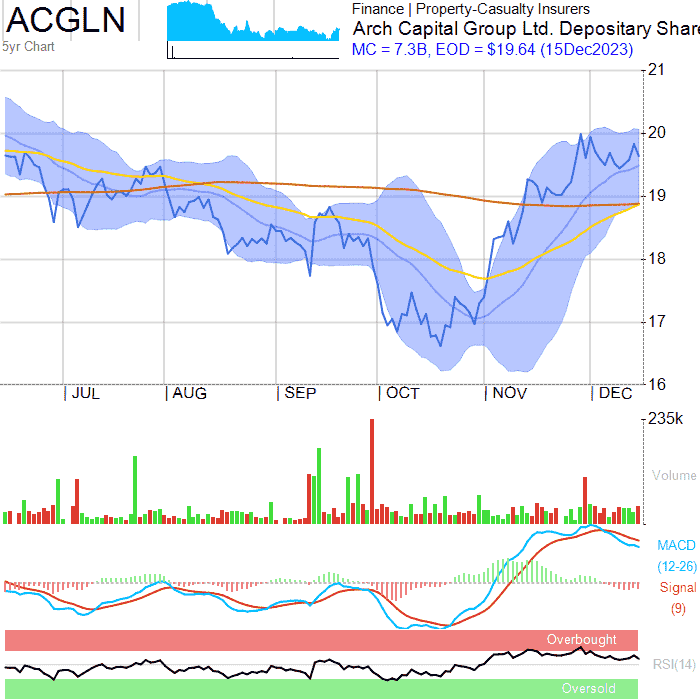 ACGLN
5yr Chart
Finance | Property-Casualty Insurers
Arch Capital Group Ltd. Depositary Share
MC = 7.3B, EOD = $19.64 (15Dec2023)
21
20
19
18
17
16
JUL AUG SEP OCT NOV DEC
235k
Volume
MACD
(12-26)
Signal
(9)
Overbought
RSI(14)
Oversold